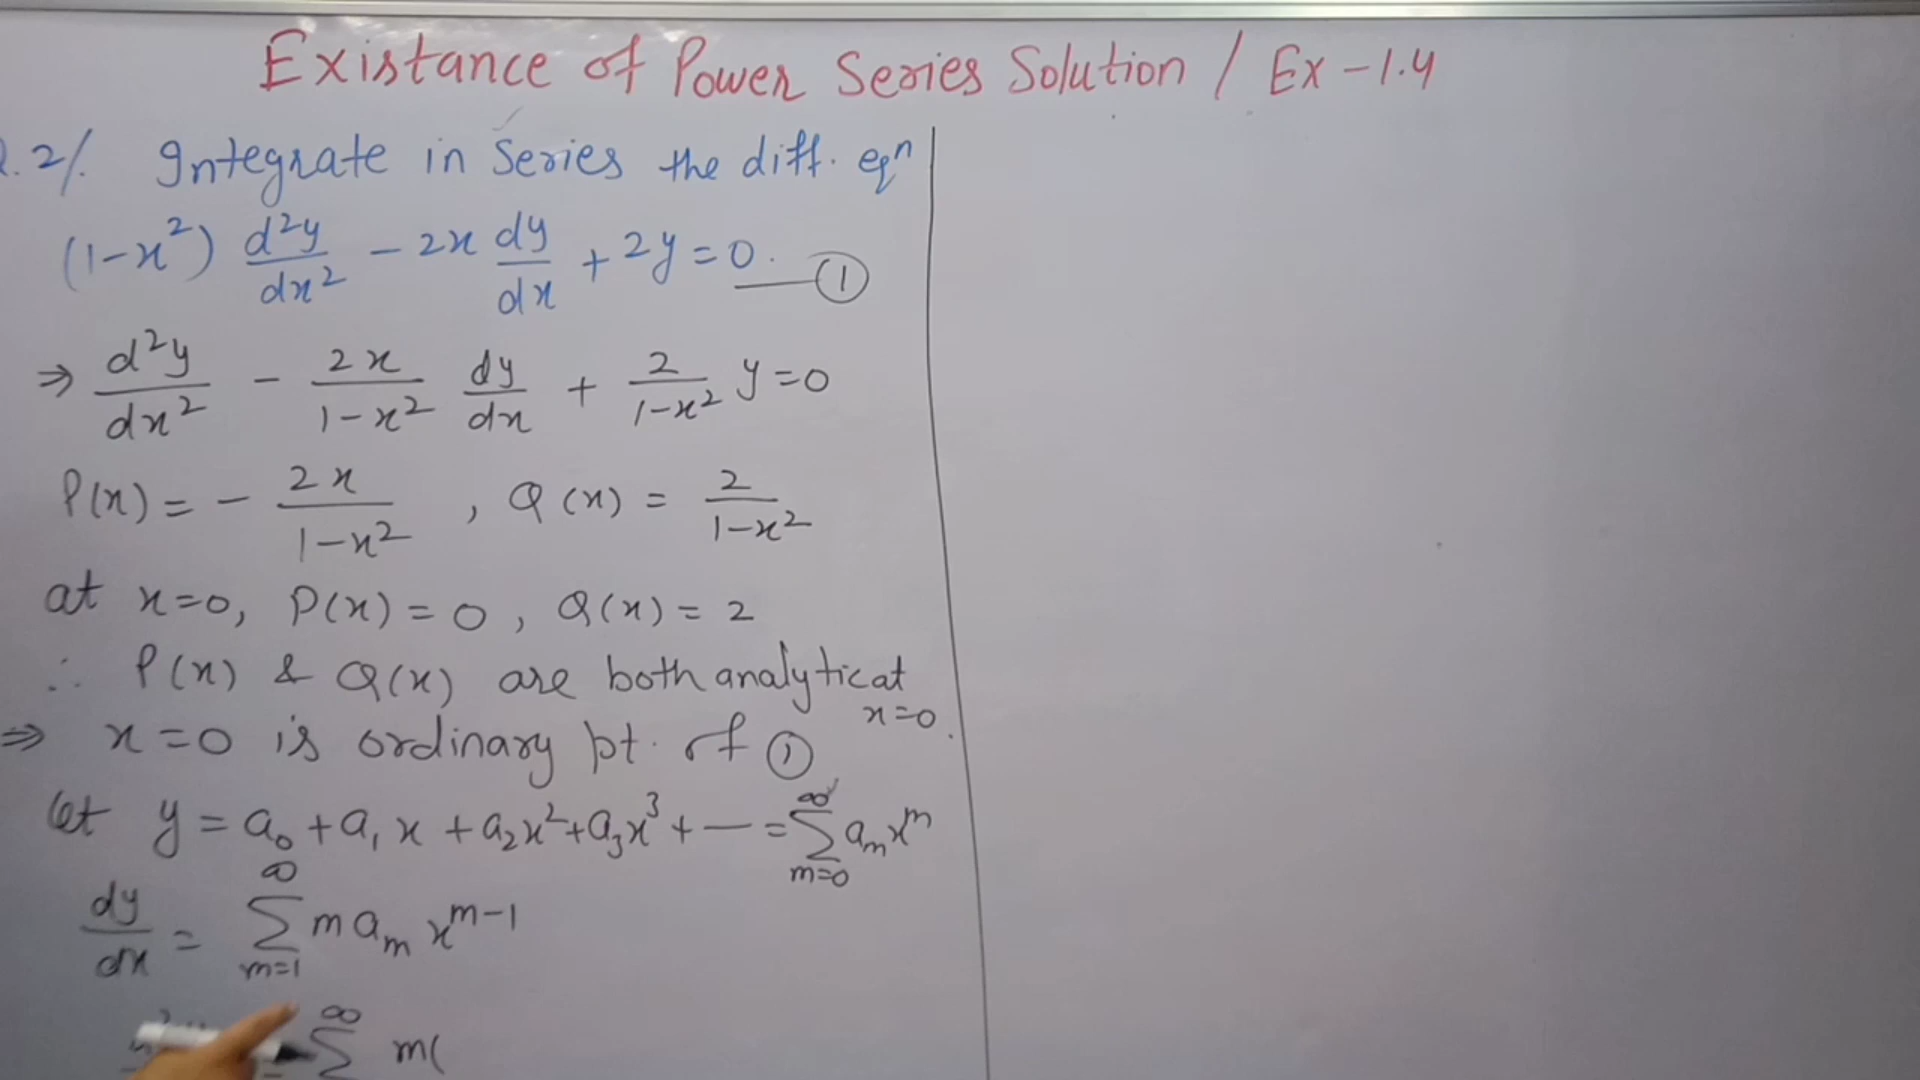 Existance of Power Series Solution / Ex-1.4
.2/. Integrate in Series the diff. eqⁿ
(1-x²) d²y/dx² - 2x dy/dx + 2y = 0. — ①
⇒ d²y/dx² - 2x/(1-x²) dy/dx + 2/(1-x²) y = 0
P(x) = - 2x/(1-x²) , Q(x) = 2/(1-x²)
at x=0, P(x) = 0 , Q(x) = 2
∴ P(x) & Q(x) are both analytic at x=0.
⇒ x=0 is ordinary pt. of ①
let y = a₀ + a₁x + a₂x² + a₃x³ + — = ∑_{m=0}^{∞} aₘxᵐ
dy/dx = ∑_{m=1}^{∞} m aₘ x^{m-1}
∑^{∞} m(